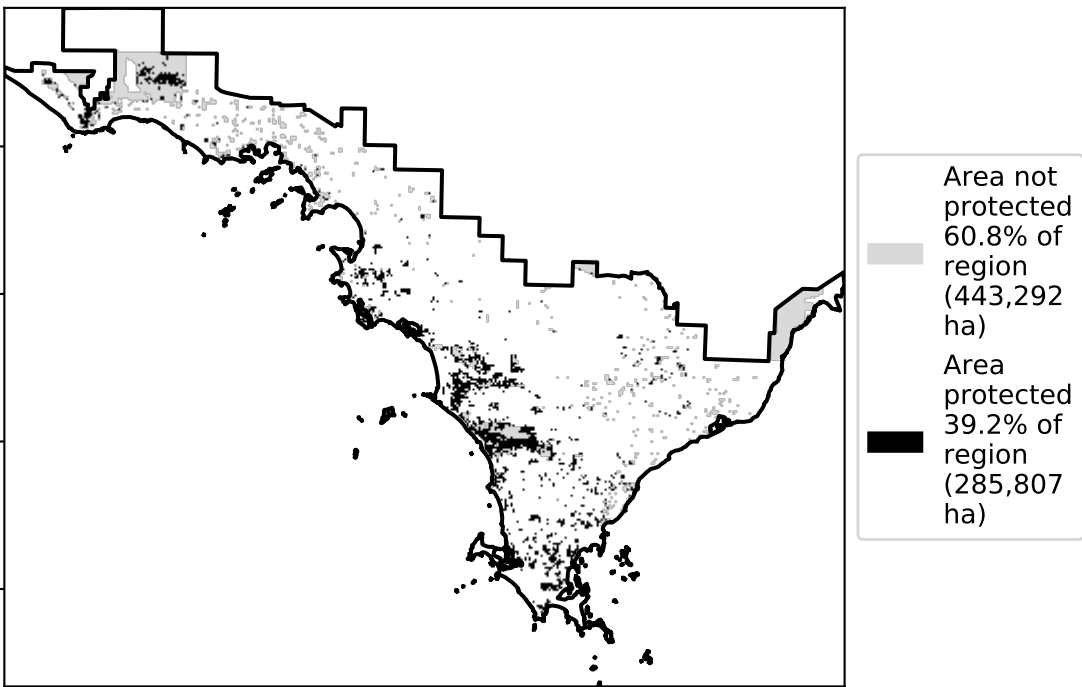 Area not
protected
60.8% of
region
(443,292
ha)
Area
protected
39.2% of
region
(285,807
ha)